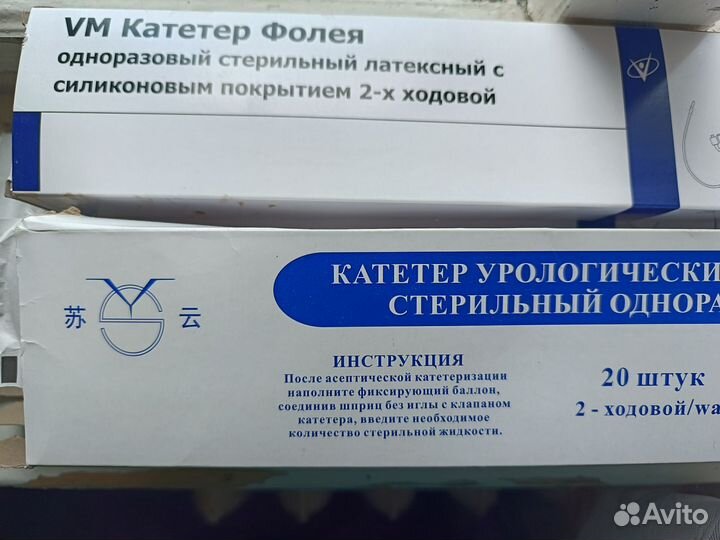 VM Катетер Фолея
одноразовый стерильный латексный с
силиконовым покрытием 2-х ходовой
КАТЕТЕР УРОЛОГИЧЕСКИ
СТЕРИЛЬНЫЙ ОДНОРА
苏 云
ИНСТРУКЦИЯ
После асептической катетеризации
наполните фиксирующий баллон,
соединив шприц без иглы с клапаном
катетера, введите необходимое
количество стерильной жидкости.
20 штук
2 - ходовой/wa
Avito